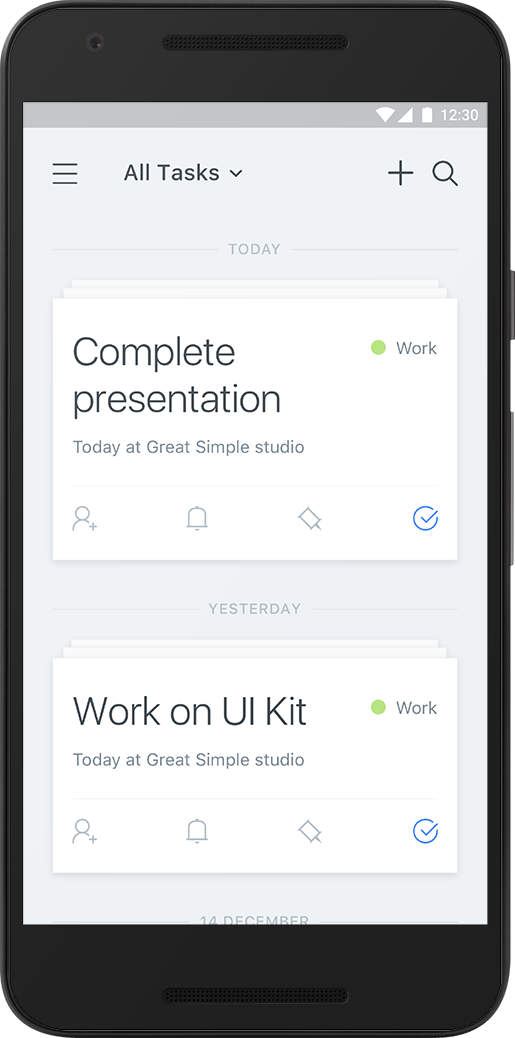 12:30
All Tasks
TODAY
Complete
presentation
Work
Today at Great Simple studio
YESTERDAY
Work on UI Kit
Work
Today at Great Simple studio
14 DECEMBER